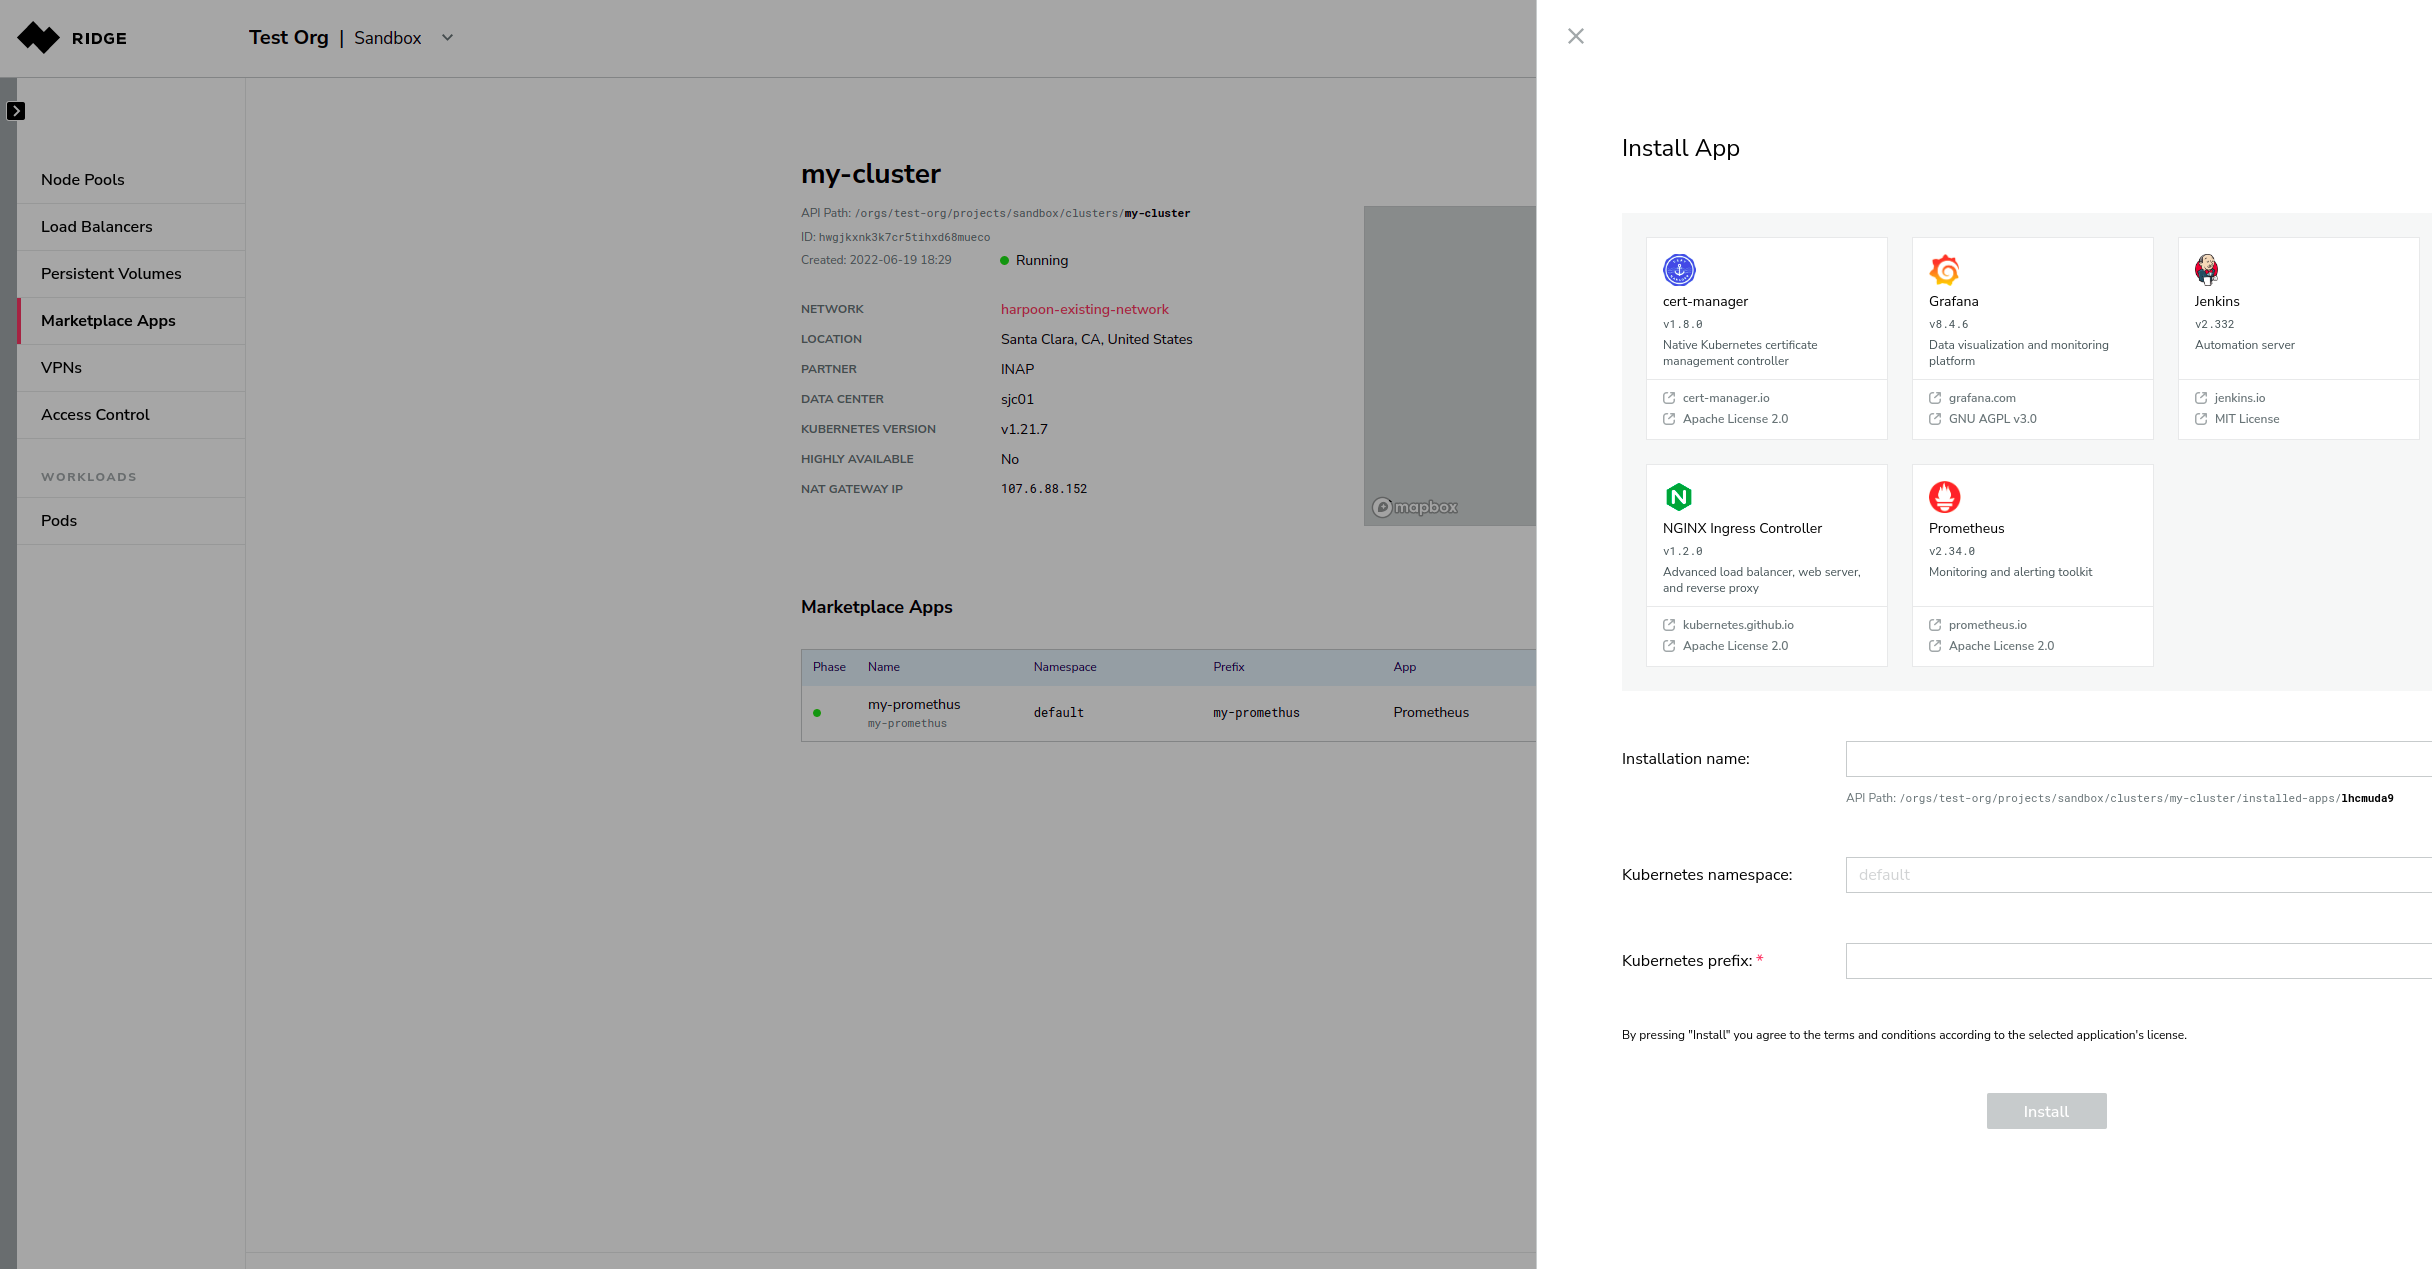 RIDGE
Test Org | Sandbox
Node Pools
Load Balancers
Persistent Volumes
Marketplace Apps
VPNs
Access Control
WORKLOADS
Pods
my-cluster
API Path: /orgs/test-org/projects/sandbox/clusters/my-cluster
ID: hwgjkxnk3k7cr5tihxd68mueco
Created: 2022-06-19 18:29
Running
NETWORK harpoon-existing-network
LOCATION Santa Clara, CA, United States
PARTNER INAP
DATA CENTER sjc01
KUBERNETES VERSION v1.21.7
HIGHLY AVAILABLE No
NAT GATEWAY IP 107.6.88.152
mapbox
Marketplace Apps
Phase Name Namespace Prefix App
my-promethus default my-promethus Prometheus
my-promethus
Install App
cert-manager
v1.8.0
Native Kubernetes certificate
management controller
cert-manager.io
Apache License 2.0
Grafana
v8.4.6
Data visualization and monitoring
platform
grafana.com
GNU AGPL v3.0
Jenkins
v2.332
Automation server
jenkins.io
MIT License
NGINX Ingress Controller
v1.2.0
Advanced load balancer, web server,
and reverse proxy
kubernetes.github.io
Apache License 2.0
Prometheus
v2.34.0
Monitoring and alerting toolkit
prometheus.io
Apache License 2.0
Installation name:
API Path: /orgs/test-org/projects/sandbox/clusters/my-cluster/installed-apps/lhcmuda9
Kubernetes namespace: default
Kubernetes prefix: *
By pressing "Install" you agree to the terms and conditions according to the selected application's license.
Install